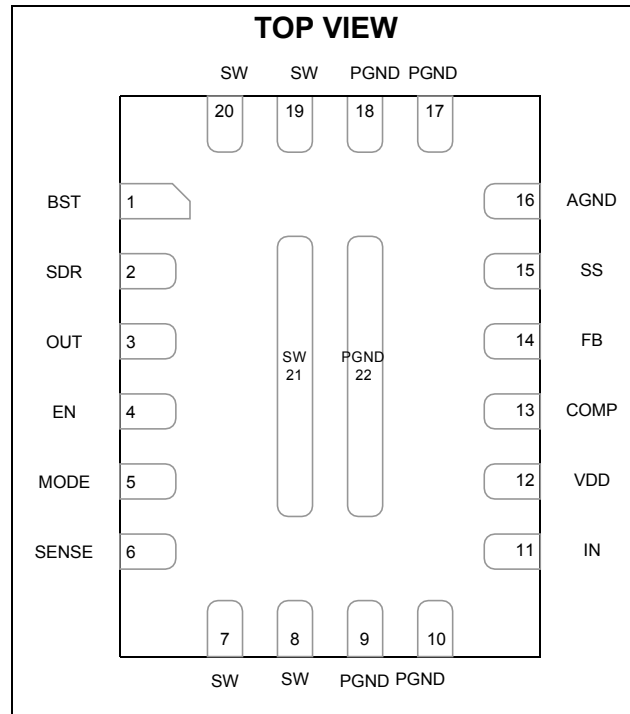 TOP VIEW
SW SW PGND PGND
20 19 18 17
BST 1 16 AGND
SDR 2 15 SS
OUT 3 14 FB
SW PGND
21 22
EN 4 13 COMP
MODE 5 12 VDD
SENSE 6 11 IN
7 8 9 10
SW SW PGND PGND